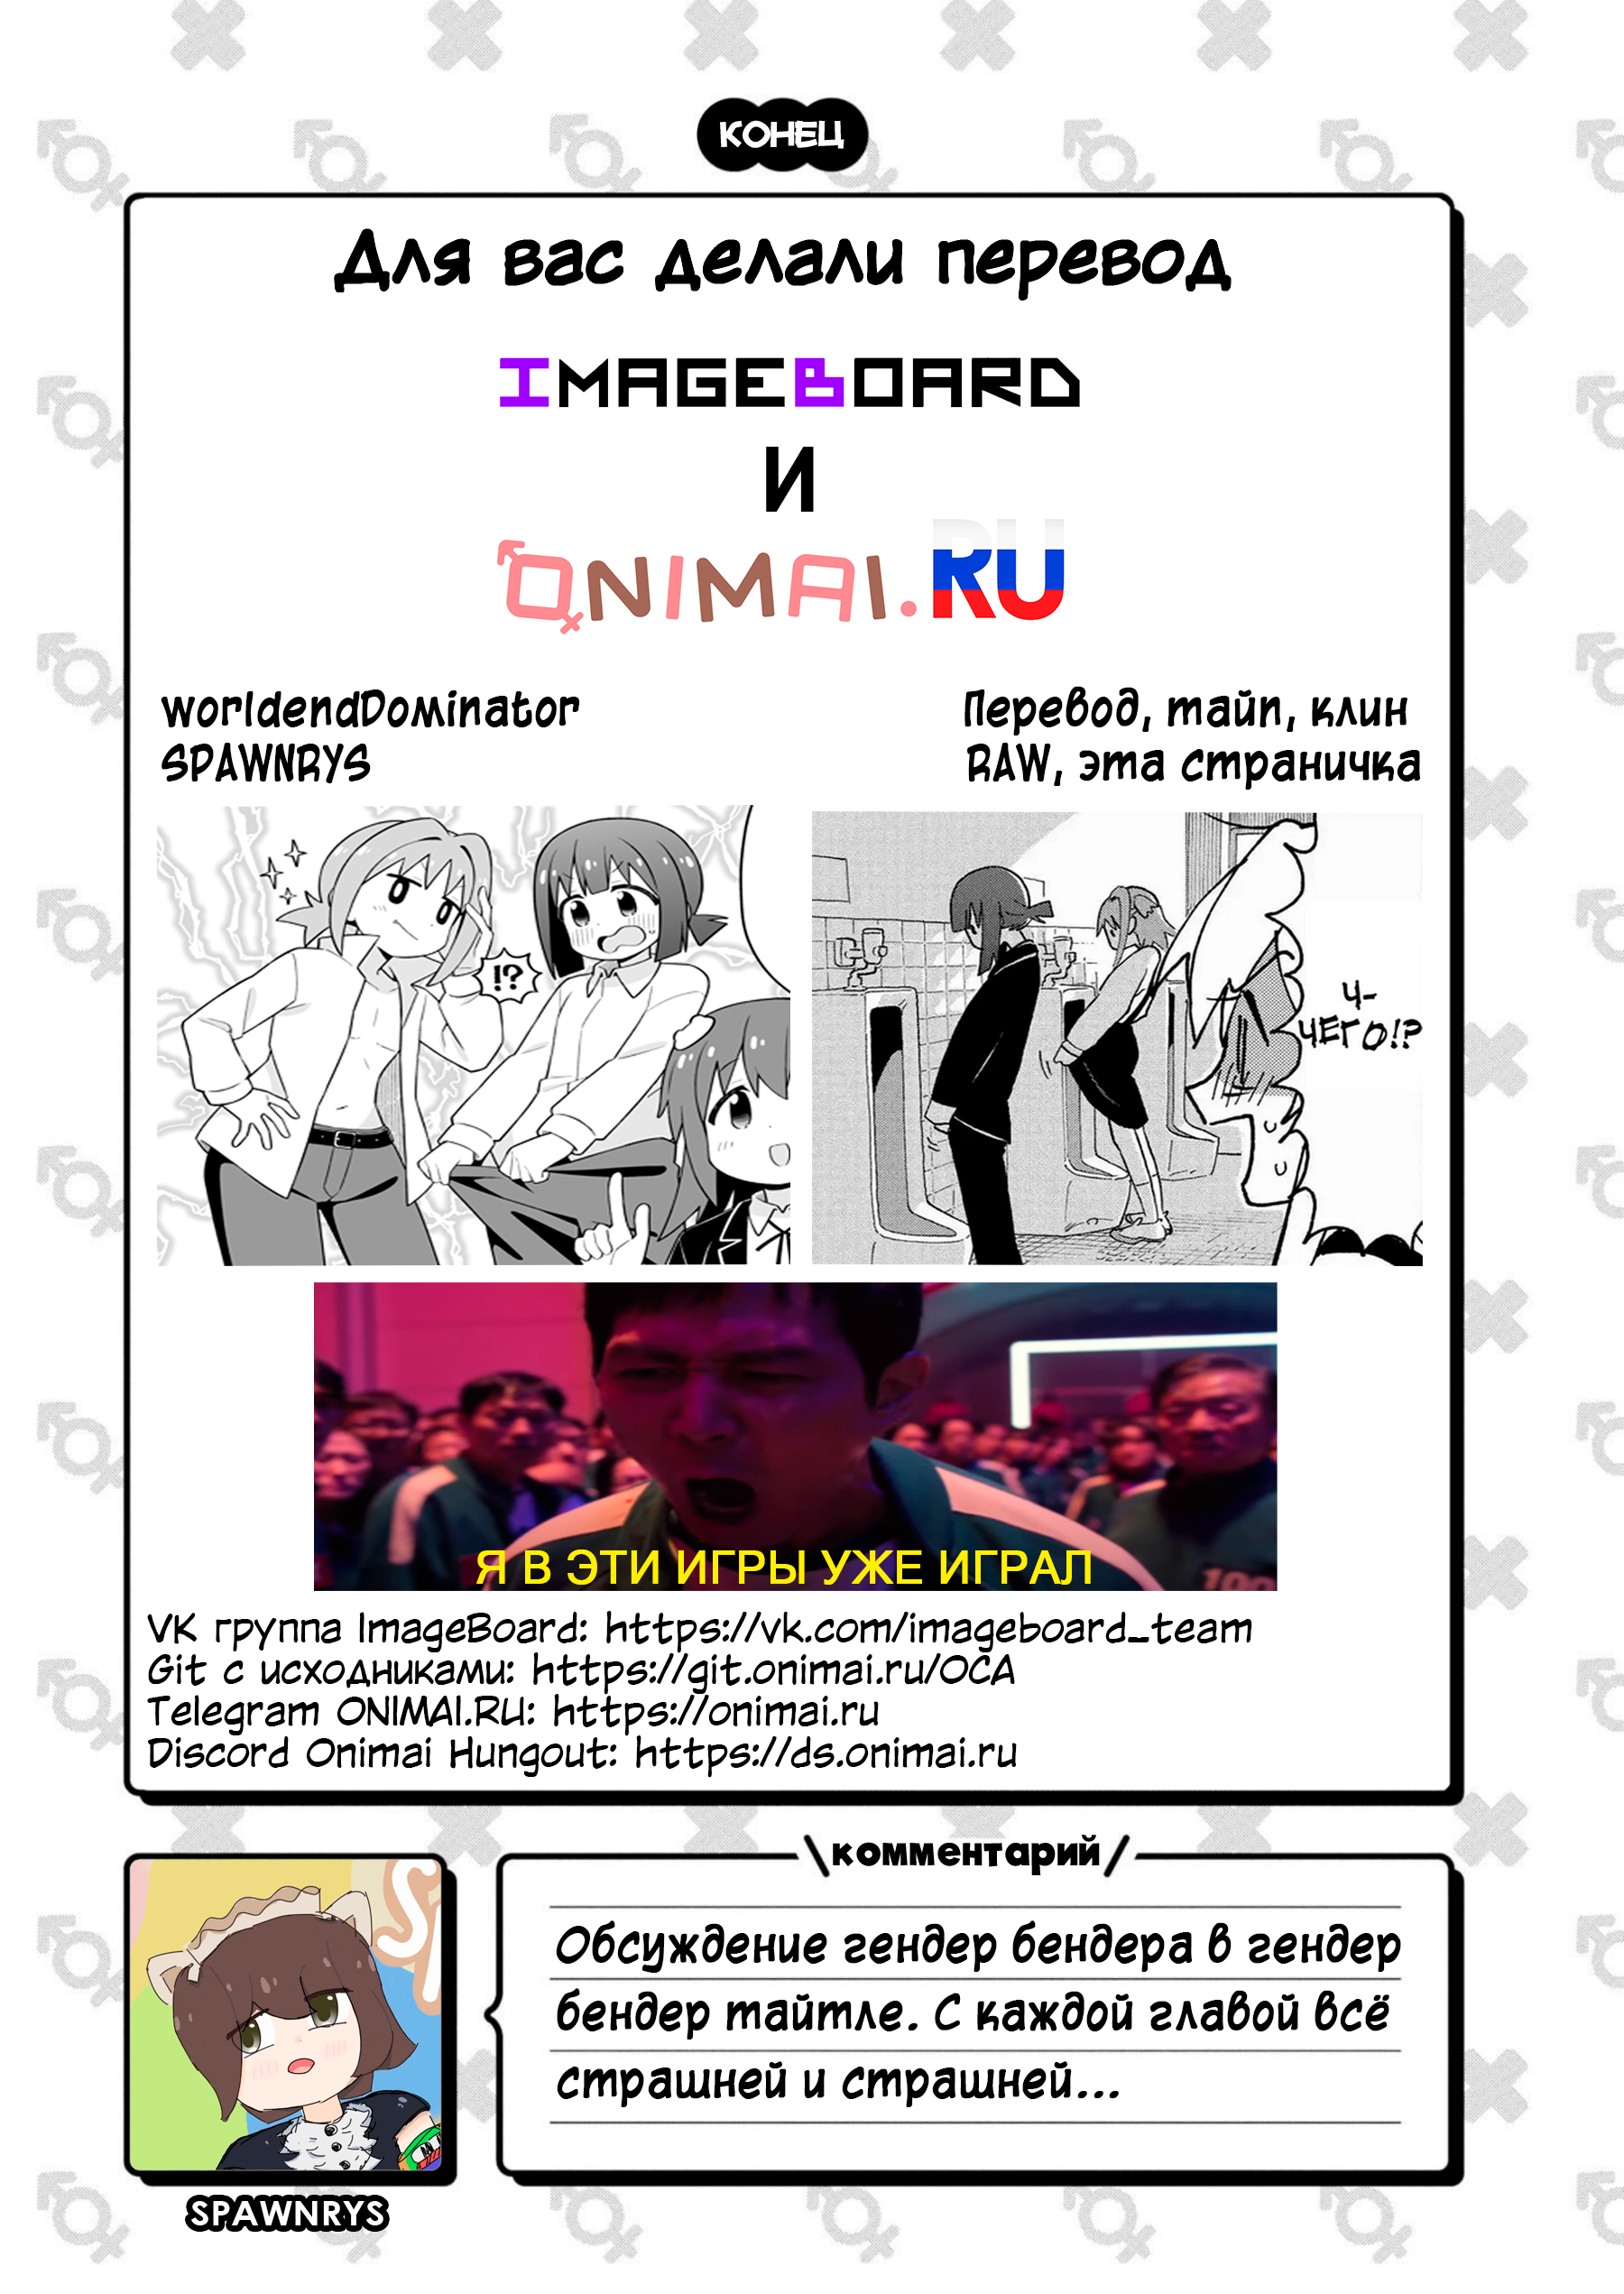 КОНЕЦ
Для вас делали перевод
IMAGEBOARD
И
ONIMAI.RU
worldendDominator
Перевод, тайп, клин
SPAWNRYS
RAW, эта страничка
!?
Ч-
ЧЕГО!?
Я В ЭТИ ИГРЫ УЖЕ ИГРАЛ
VK группа ImageBoard: https://vk.com/imageboard_team
Git с исходниками: https://git.onimai.ru/OCA
Telegram ONIMAI.RU: https://onimai.ru
Discord Onimai Hungout: https://ds.onimai.ru
\комментарий/
Обсуждение гендер бендера в гендер
бендер тайтле. С каждой главой всё
страшней и страшней...
SPAWNRYS